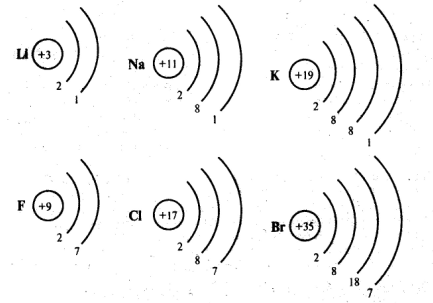 Li +3 2 1
Na +11 2 8 1
K +19 2 8 8 1
F +9 2 7
Cl +17 2 8 7
Br +35 2 8 18 7